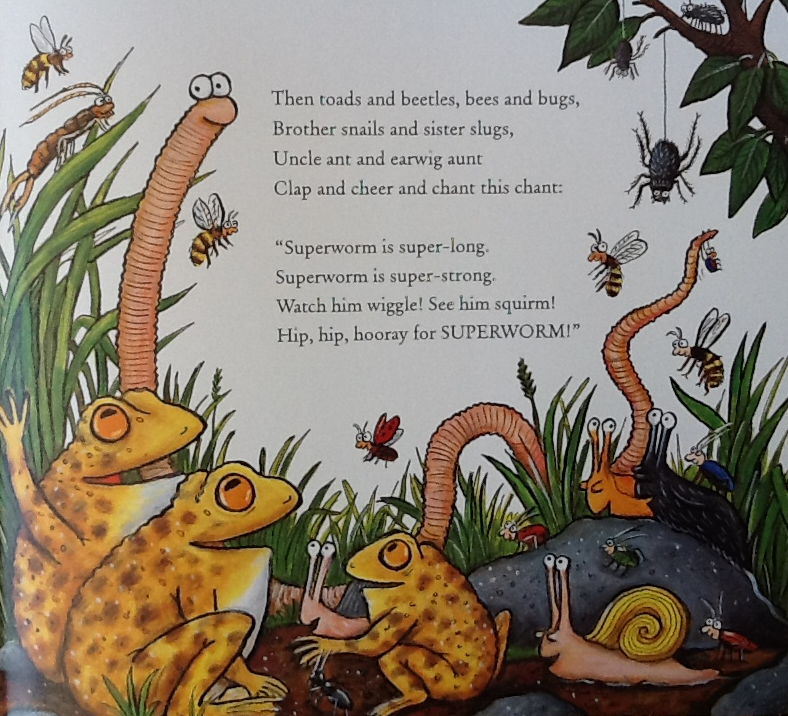 Then toads and beetles, bees and bugs,
Brother snails and sister slugs,
Uncle ant and earwig aunt
Clap and cheer and chant this chant:
“Superworm is super-long.
Superworm is super-strong.
Watch him wiggle! See him squirm!
Hip, hip, hooray for SUPERWORM!”